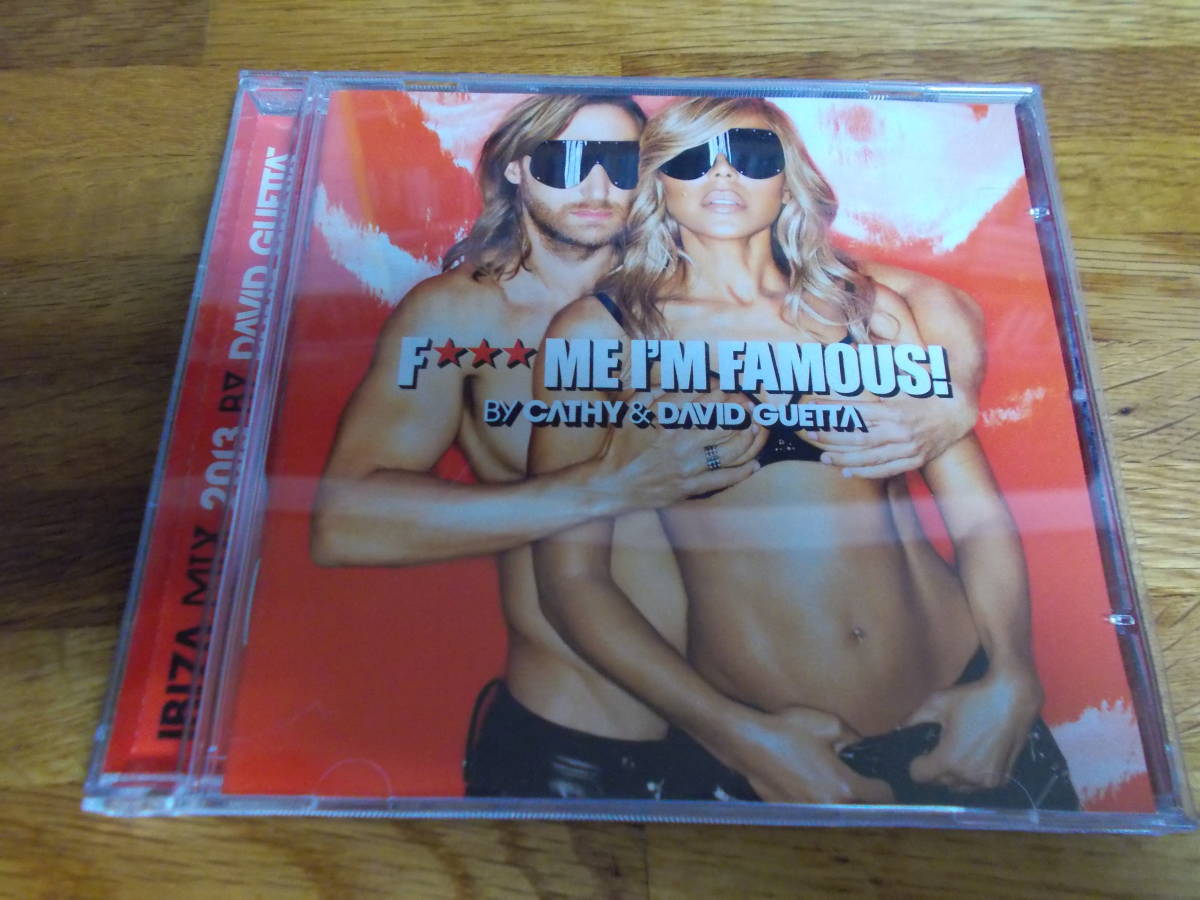 F★★★ ME I'M FAMOUS!
BY CATHY & DAVID GUETTA
IBIZA MIX 2013 BY DAVID GUETTA